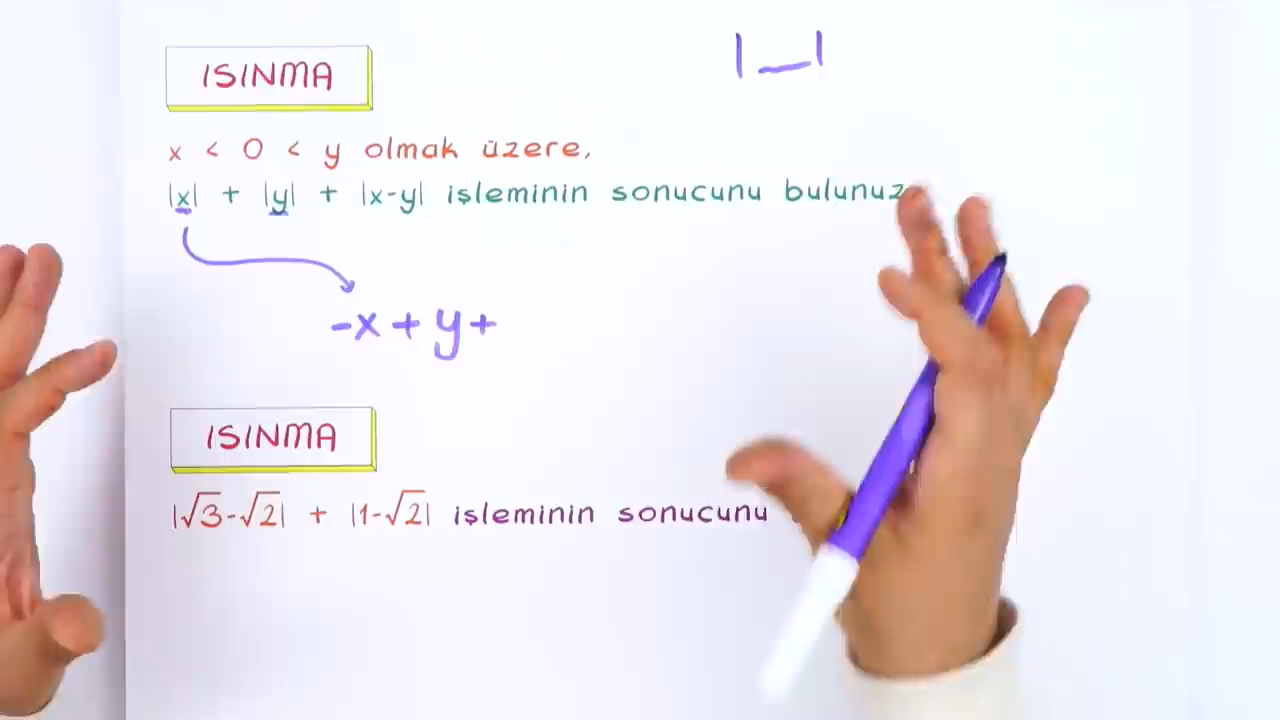 ISINMA
x < 0 < y olmak üzere,
|x| + |y| + |x-y| işleminin sonucunu bulunuz
-x + y +
ISINMA
|√3-√2| + |1-√2| işleminin sonucunu